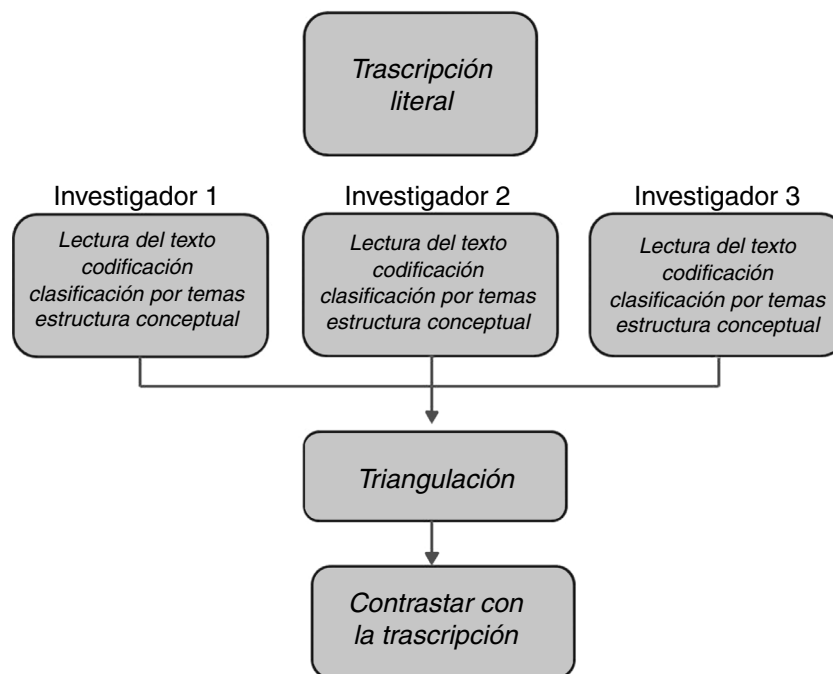 Trascripción
literal
Investigador 1
Lectura del texto
codificación
clasificación por temas
estructura conceptual
Investigador 2
Lectura del texto
codificación
clasificación por temas
estructura conceptual
Investigador 3
Lectura del texto
codificación
clasificación por temas
estructura conceptual
Triangulación
Contrastar con
la trascripción